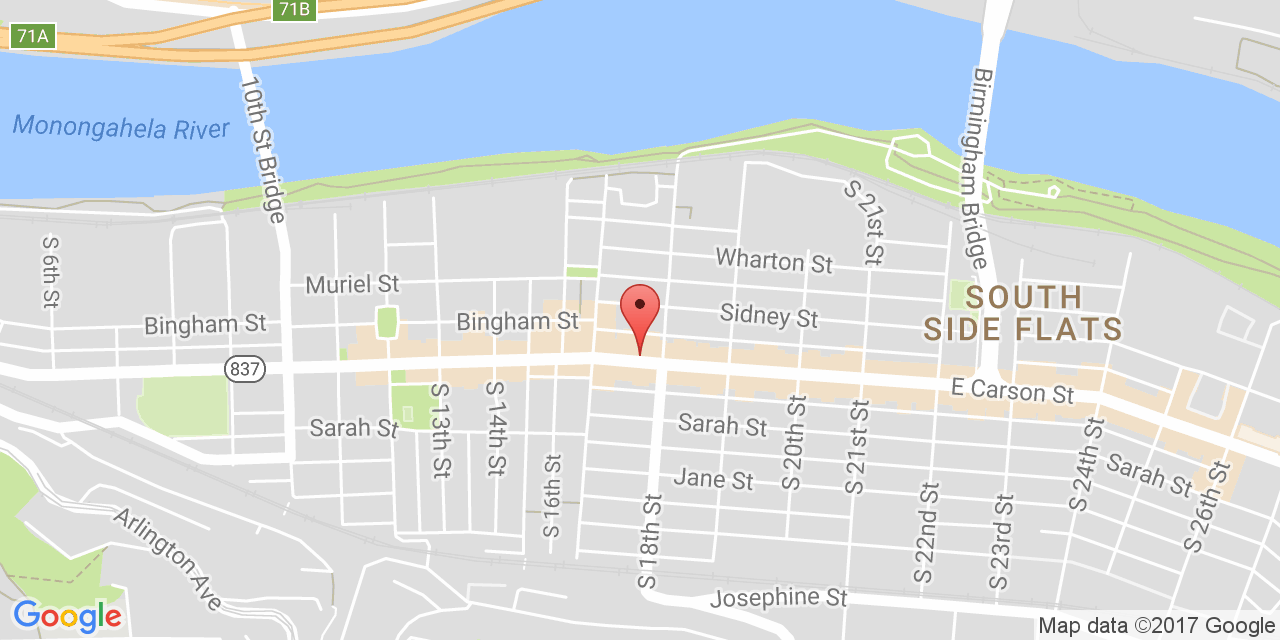 71B
71A
10th St Bridge
Birmingham Bridge
Monongahela River
S 21st St
S 6th St
Wharton St
Muriel St
SOUTH
SIDE FLATS
Bingham St
Bingham St
Sidney St
837
E Carson St
S 13th St
S 14th St
Sarah St
Sarah St
S 20th St
S 21st St
S 24th St
Sarah St
S 26th St
Jane St
S 16th St
S 18th St
S 22nd St
S 23rd St
Arlington Ave
Josephine St
Google
Map data ©2017 Google